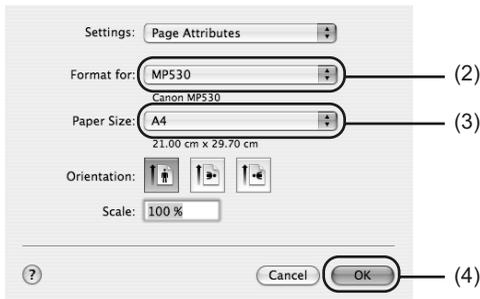 Settings: Page Attributes
Format for: MP530 (2)
Canon MP530
Paper Size: A4 (3)
21.00 cm x 29.70 cm
Orientation:
Scale: 100 %
? Cancel OK (4)